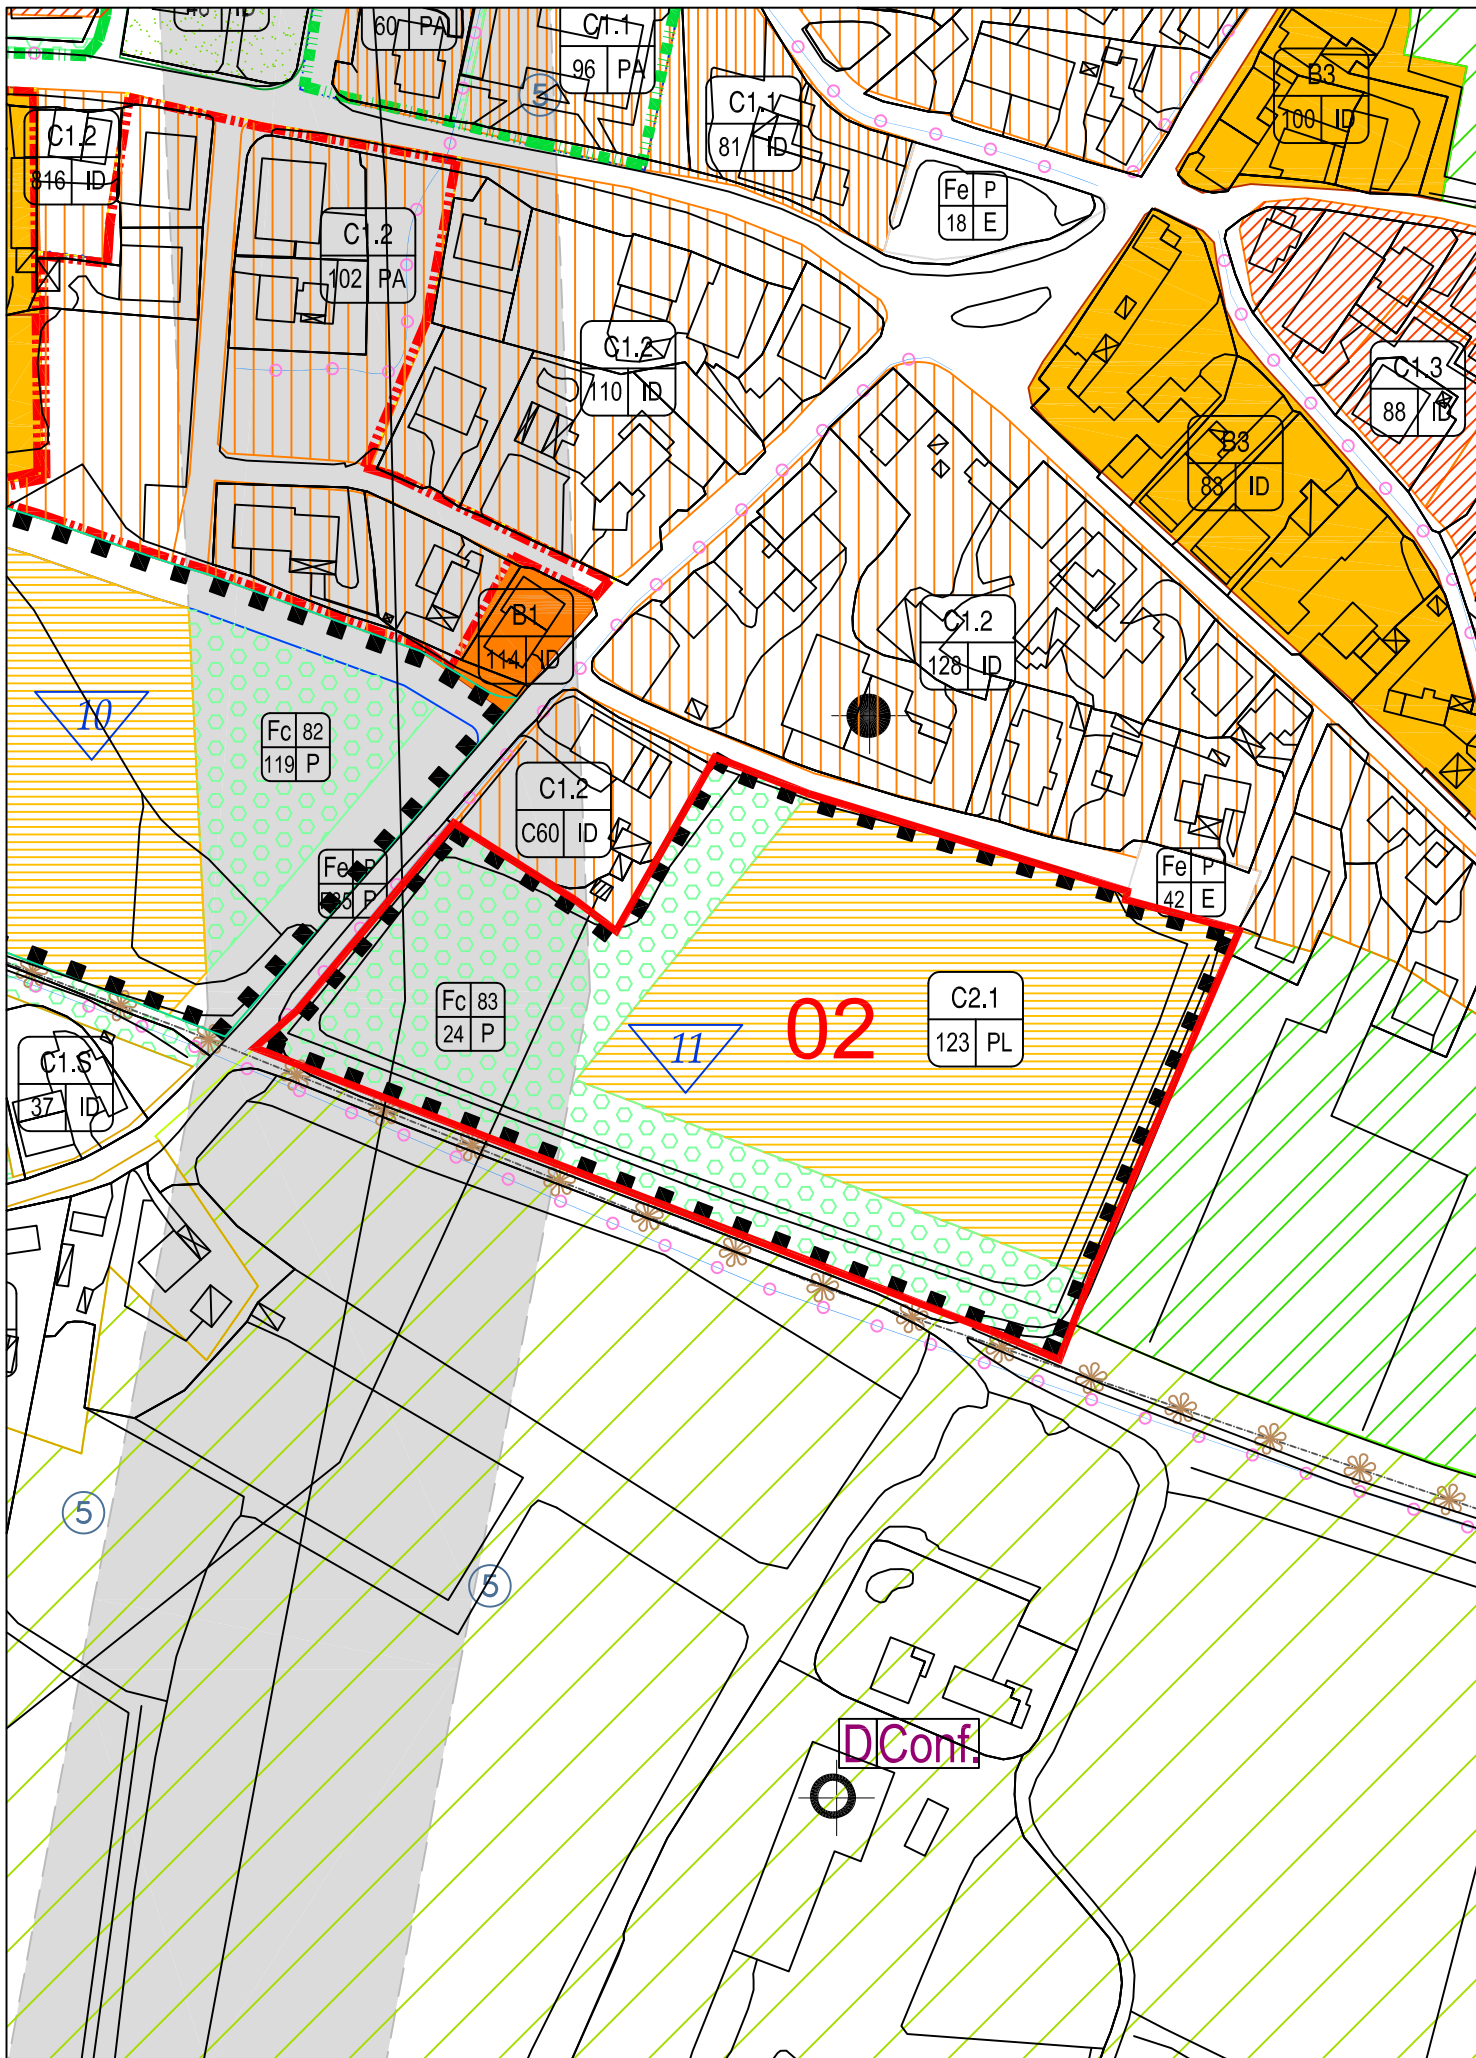 60 PA
C1.1
96 PA
5
C1.1
81 ID
B3
100 ID
C1.2
816 ID
Fe P
18 E
C1.2
102 PA
C1.2
110 ID
C1.3
88 ID
B3
83 ID
B1
114 ID
C1.2
128 ID
10
Fc 82
119 P
C1.2
C60 ID
Fe P
P
Fe P
42 E
Fc 83
24 P
11
02
C2.1
123 PL
C1.S
37 ID
5
5
DConf.